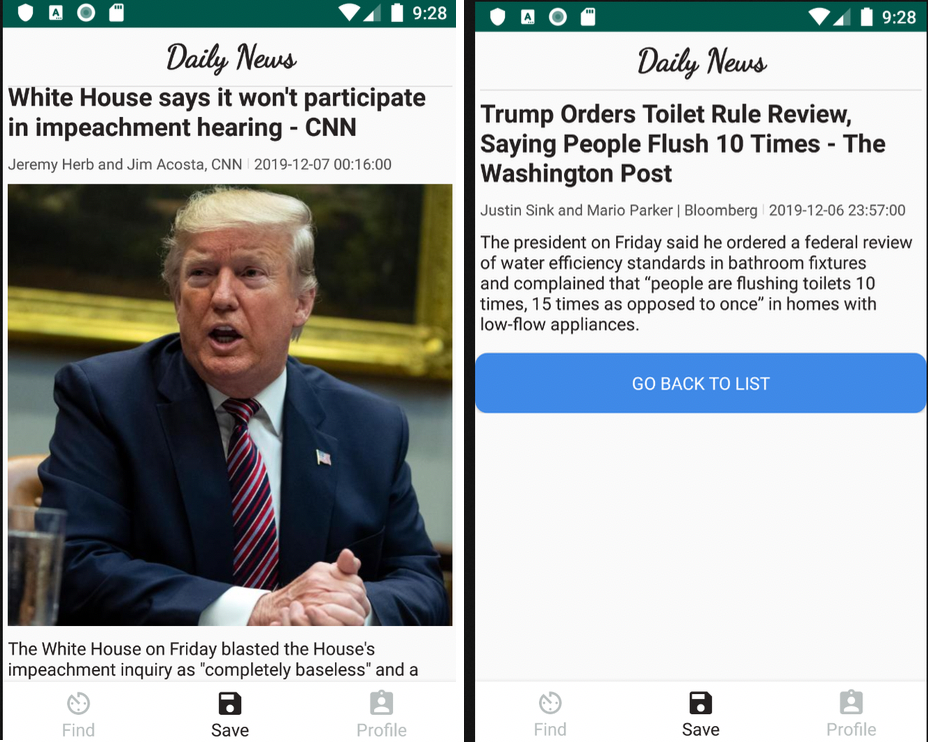 9:28
Daily News
White House says it won't participate
in impeachment hearing - CNN
Jeremy Herb and Jim Acosta, CNN | 2019-12-07 00:16:00
The White House on Friday blasted the House's
impeachment inquiry as "completely baseless" and a
Find
Save
Profile
9:28
Daily News
Trump Orders Toilet Rule Review,
Saying People Flush 10 Times - The
Washington Post
Justin Sink and Mario Parker | Bloomberg | 2019-12-06 23:57:00
The president on Friday said he ordered a federal review
of water efficiency standards in bathroom fixtures
and complained that “people are flushing toilets 10
times, 15 times as opposed to once” in homes with
low-flow appliances.
GO BACK TO LIST
Find
Save
Profile